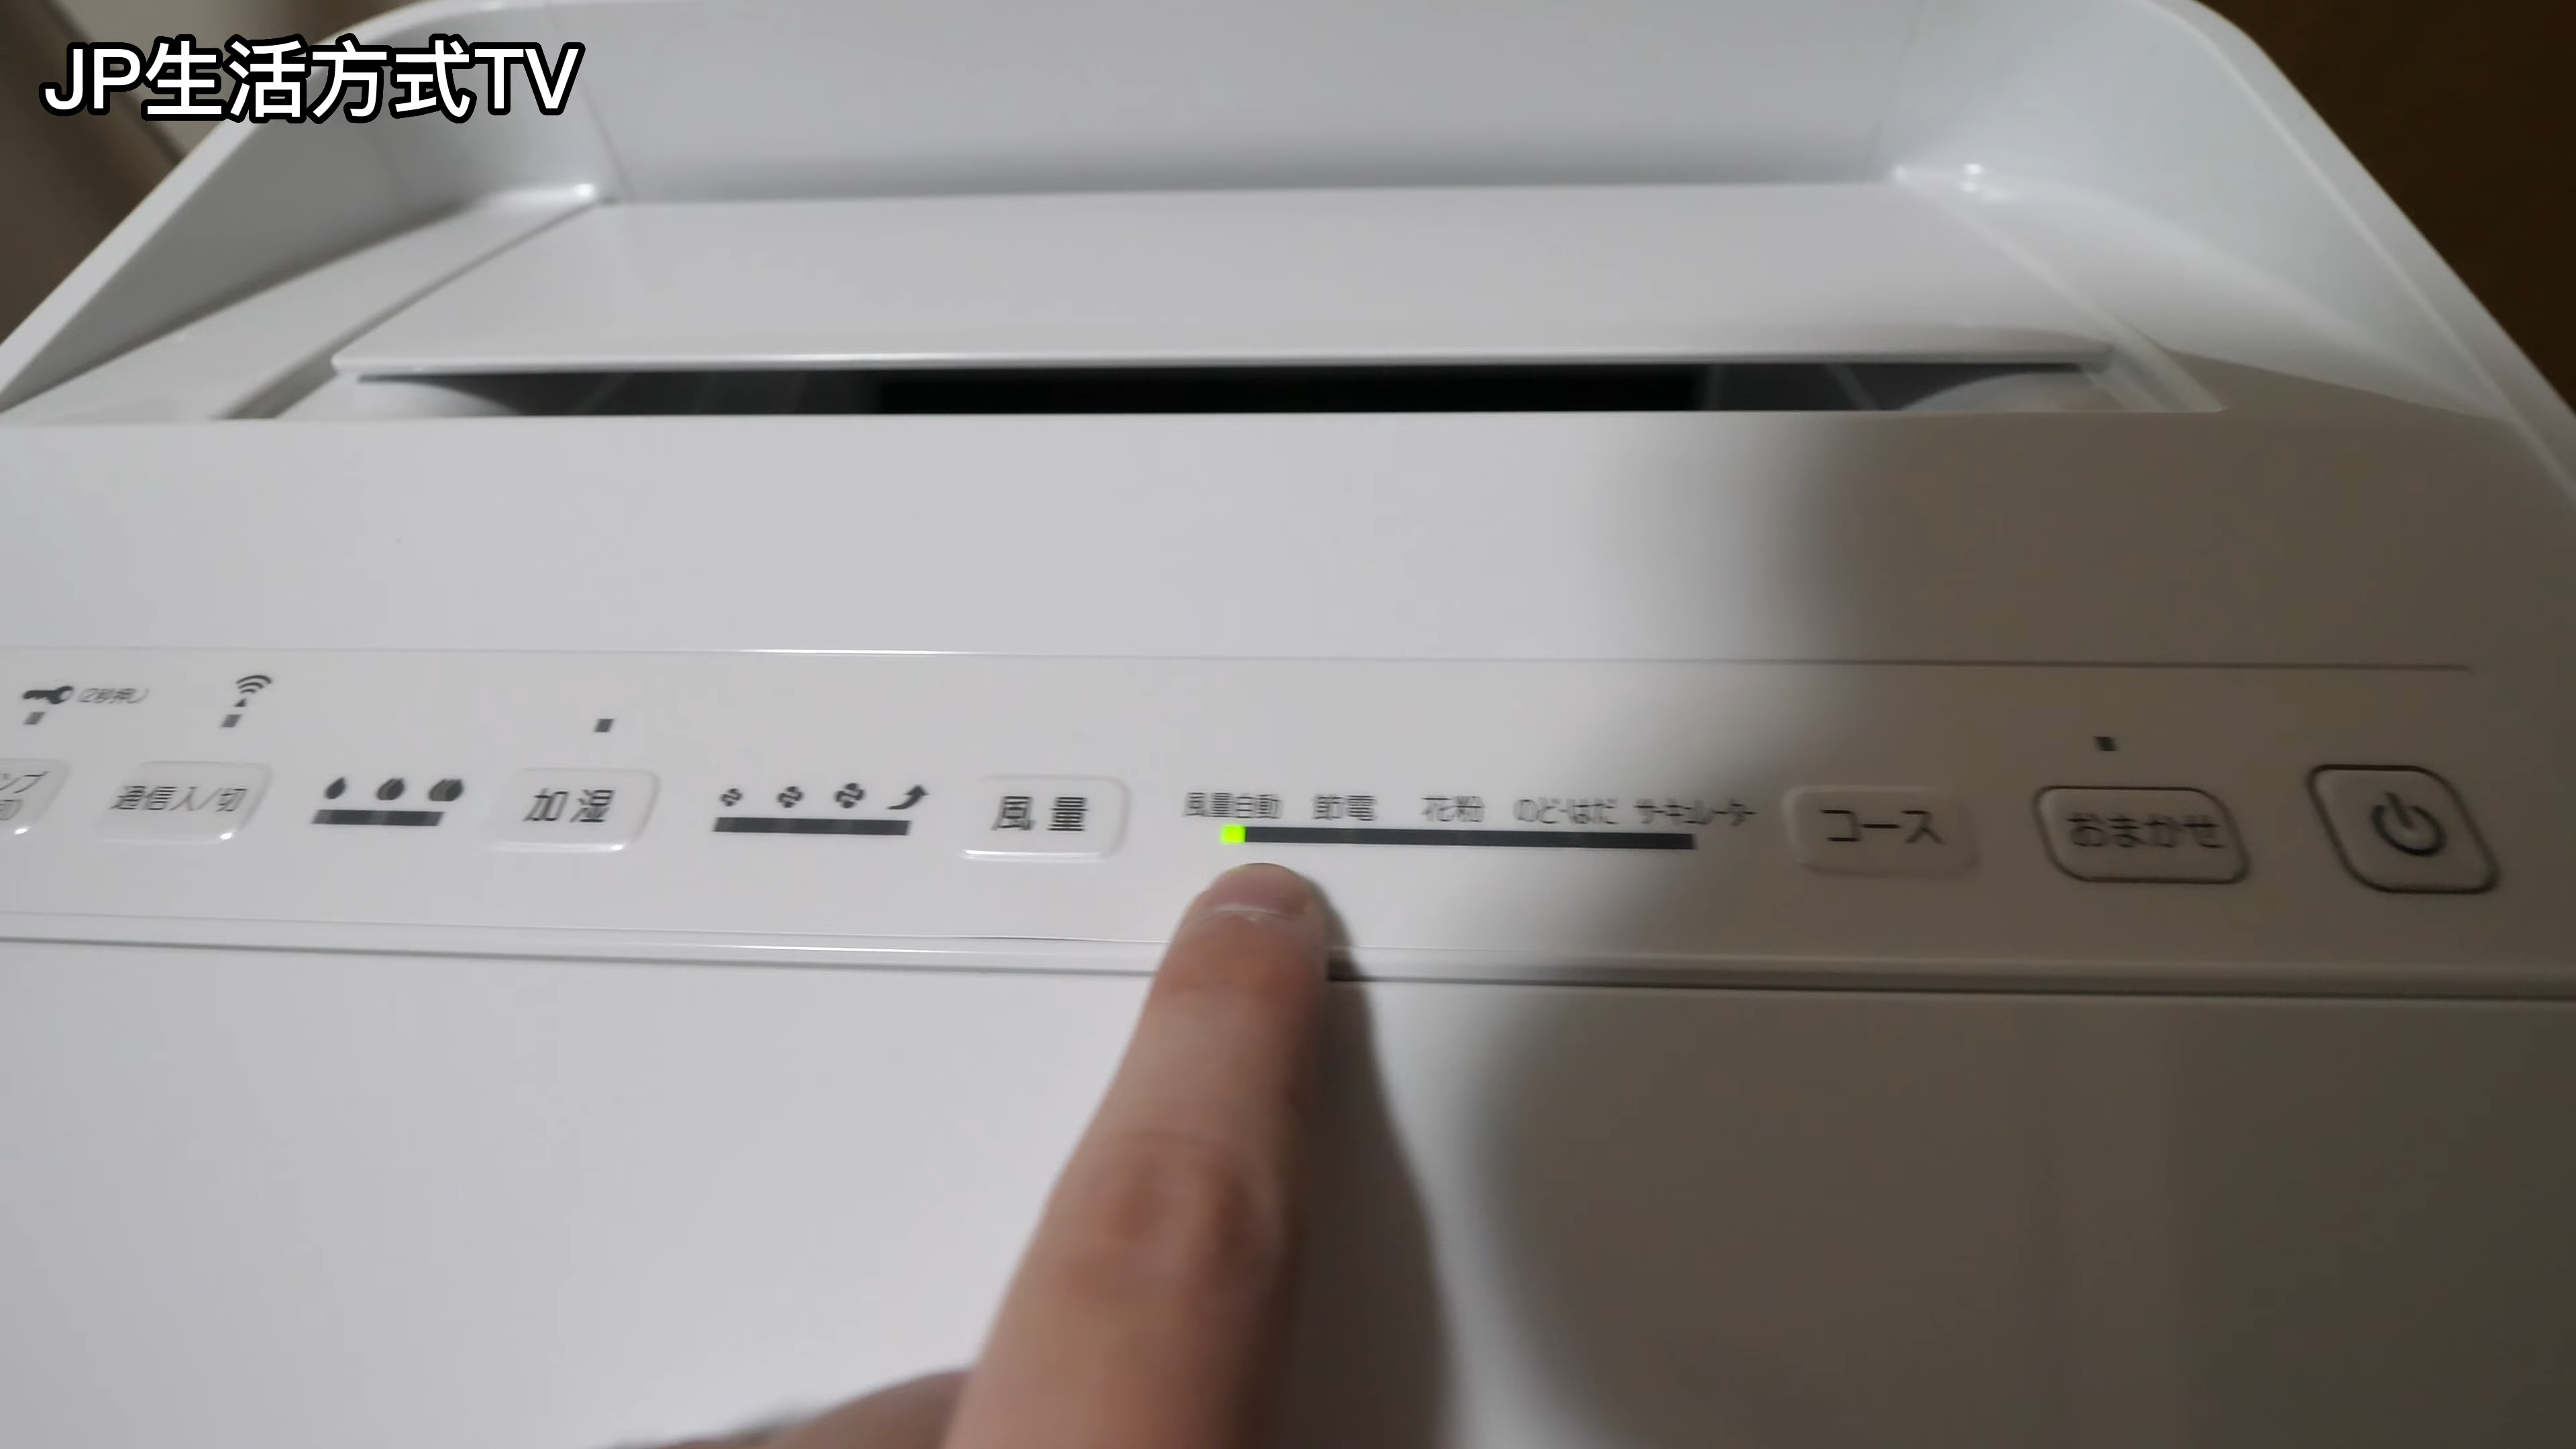 JP生活方式TV
(2秒押し)
通信入/切
加湿
風量
風量自動 節電 花粉 のど・はだ サーキュレーター
コース
おまかせ